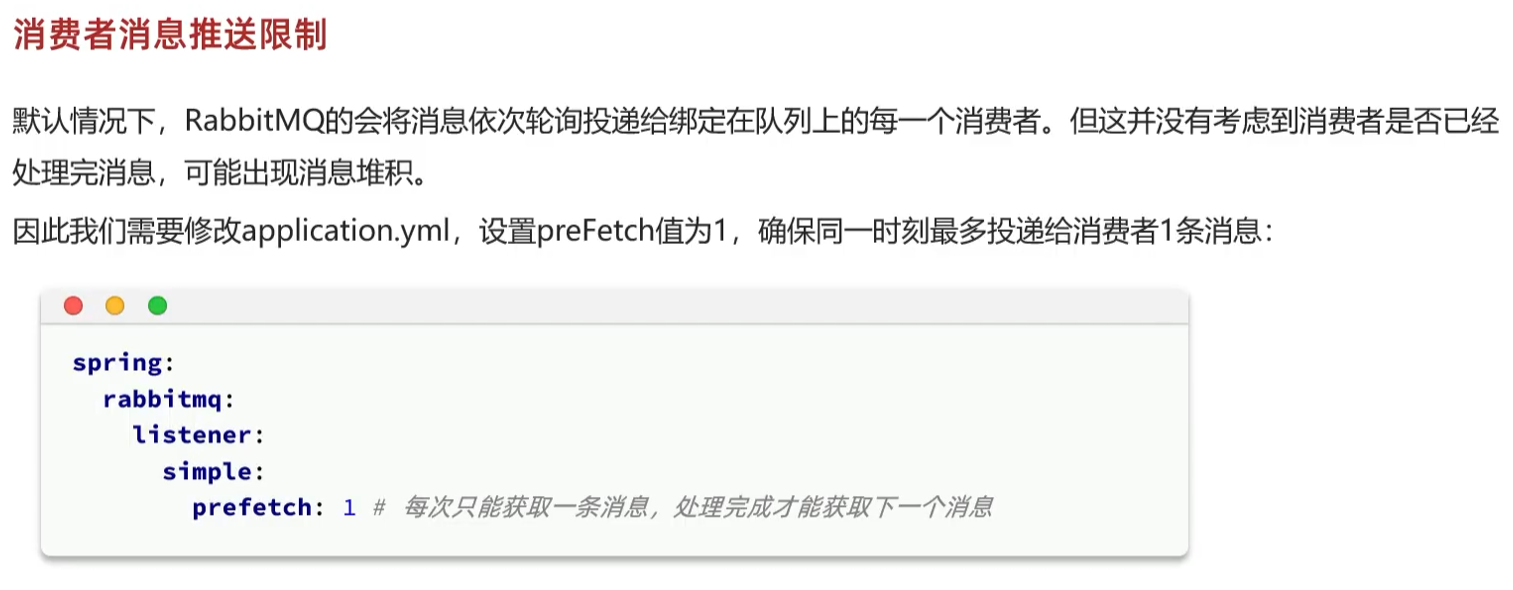 消费者消息推送限制
默认情况下，RabbitMQ的会将消息依次轮询投递给绑定在队列上的每一个消费者。但这并没有考虑到消费者是否已经
处理完消息，可能出现消息堆积。
因此我们需要修改application.yml，设置preFetch值为1，确保同一时刻最多投递给消费者1条消息：
spring:
  rabbitmq:
    listener:
      simple:
        prefetch: 1 # 每次只能获取一条消息，处理完成才能获取下一个消息